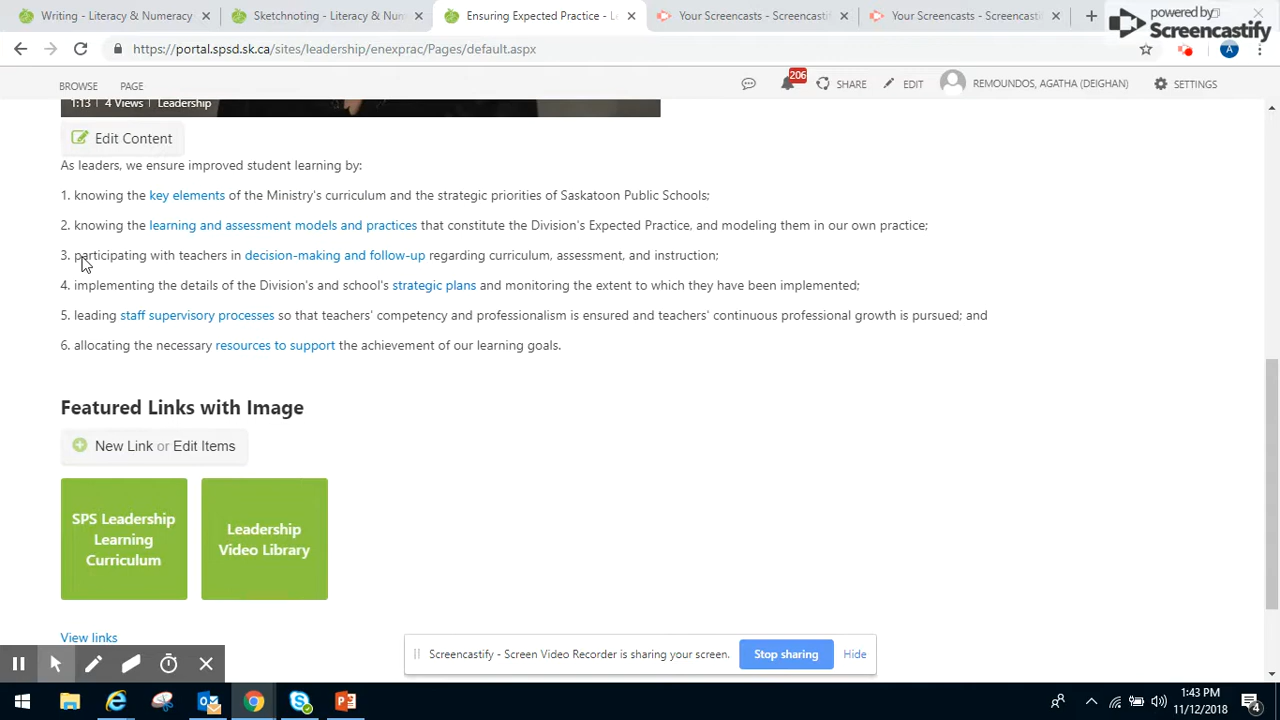 Writing - Literacy & Numeracy
Sketchnoting - Literacy & Nu
Ensuring Expected Practice - L
Your Screencasts - Screencastif
Your Screencasts - Screencasti
powered by
Screencastify
https://portal.spsd.sk.ca/sites/leadership/enexprac/Pages/default.aspx
A
BROWSE PAGE 206 SHARE EDIT REMOUNDOS, AGATHA (DEIGHAN) SETTINGS
1:13 | 4 Views | Leadership
Edit Content
As leaders, we ensure improved student learning by:
1. knowing the key elements of the Ministry's curriculum and the strategic priorities of Saskatoon Public Schools;
2. knowing the learning and assessment models and practices that constitute the Division's Expected Practice, and modeling them in our own practice;
3. participating with teachers in decision-making and follow-up regarding curriculum, assessment, and instruction;
4. implementing the details of the Division's and school's strategic plans and monitoring the extent to which they have been implemented;
5. leading staff supervisory processes so that teachers' competency and professionalism is ensured and teachers' continuous professional growth is pursued; and
6. allocating the necessary resources to support the achievement of our learning goals.
Featured Links with Image
New Link or Edit Items
SPS Leadership
Learning
Curriculum
Leadership
Video Library
View links
Screencastify - Screen Video Recorder is sharing your screen. Stop sharing Hide
1:43 PM
11/12/2018
4